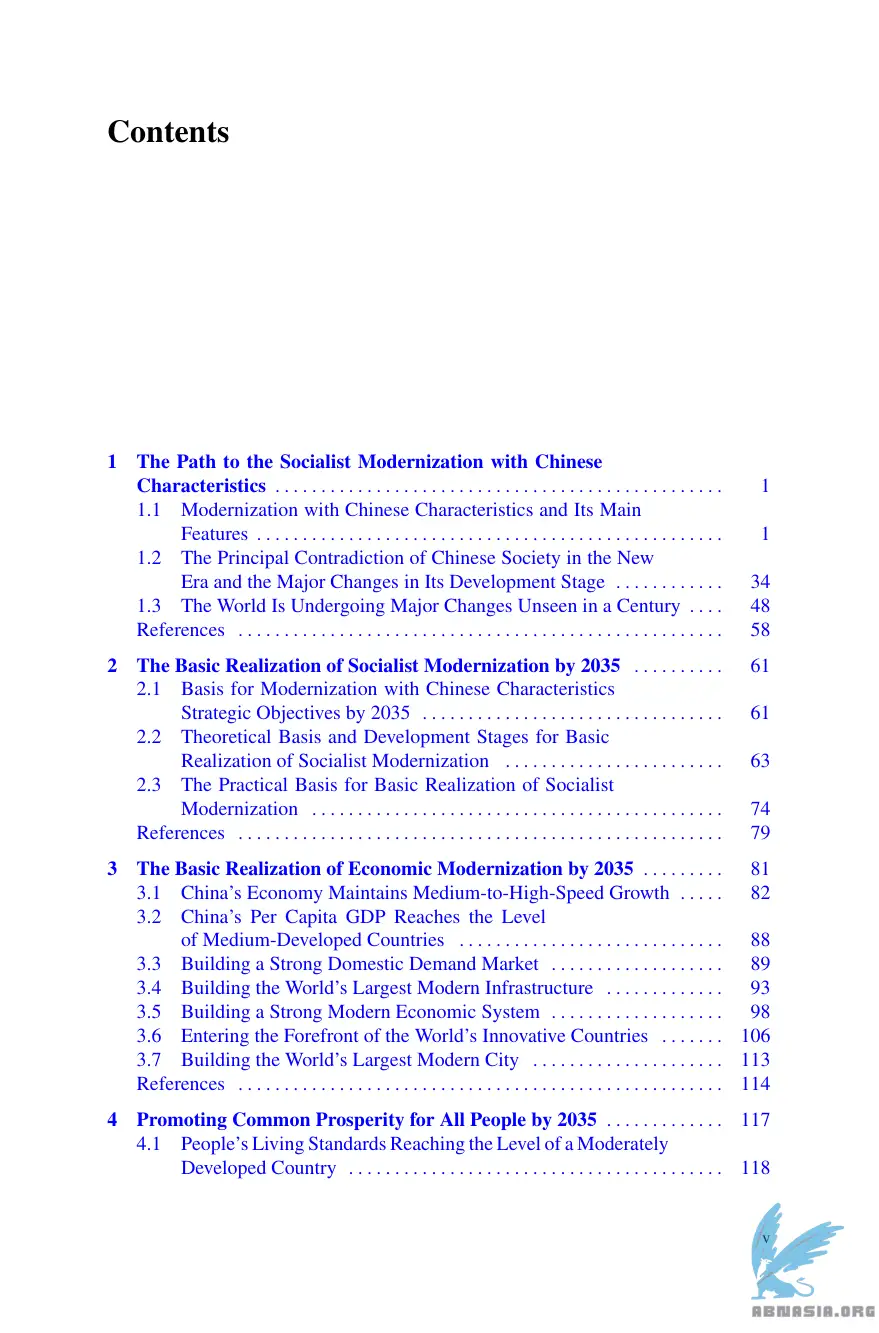 Contents
1 The Path to the Socialist Modernization with Chinese
Characteristics . . . . . . . . . . . . . . . . . . . . . . . . . . . . . . . . . . . . . . . . . . . . . . . . . 1
1.1 Modernization with Chinese Characteristics and Its Main
Features . . . . . . . . . . . . . . . . . . . . . . . . . . . . . . . . . . . . . . . . . . . . . . . . . . . 1
1.2 The Principal Contradiction of Chinese Society in the New
Era and the Major Changes in Its Development Stage . . . . . . . . . . . . 34
1.3 The World Is Undergoing Major Changes Unseen in a Century . . . . 48
References . . . . . . . . . . . . . . . . . . . . . . . . . . . . . . . . . . . . . . . . . . . . . . . . . . . . . 58
2 The Basic Realization of Socialist Modernization by 2035 . . . . . . . . . . 61
2.1 Basis for Modernization with Chinese Characteristics
Strategic Objectives by 2035 . . . . . . . . . . . . . . . . . . . . . . . . . . . . . . . . . 61
2.2 Theoretical Basis and Development Stages for Basic
Realization of Socialist Modernization . . . . . . . . . . . . . . . . . . . . . . . . 63
2.3 The Practical Basis for Basic Realization of Socialist
Modernization . . . . . . . . . . . . . . . . . . . . . . . . . . . . . . . . . . . . . . . . . . . . . 74
References . . . . . . . . . . . . . . . . . . . . . . . . . . . . . . . . . . . . . . . . . . . . . . . . . . . . . 79
3 The Basic Realization of Economic Modernization by 2035 . . . . . . . . . 81
3.1 China's Economy Maintains Medium-to-High-Speed Growth . . . . . 82
3.2 China's Per Capita GDP Reaches the Level
of Medium-Developed Countries . . . . . . . . . . . . . . . . . . . . . . . . . . . . . 88
3.3 Building a Strong Domestic Demand Market . . . . . . . . . . . . . . . . . . . 89
3.4 Building the World's Largest Modern Infrastructure . . . . . . . . . . . . . 93
3.5 Building a Strong Modern Economic System . . . . . . . . . . . . . . . . . . . 98
3.6 Entering the Forefront of the World's Innovative Countries . . . . . . . 106
3.7 Building the World's Largest Modern City . . . . . . . . . . . . . . . . . . . . . 113
References . . . . . . . . . . . . . . . . . . . . . . . . . . . . . . . . . . . . . . . . . . . . . . . . . . . . . 114
4 Promoting Common Prosperity for All People by 2035 . . . . . . . . . . . . . 117
4.1 People's Living Standards Reaching the Level of a Moderately
Developed Country . . . . . . . . . . . . . . . . . . . . . . . . . . . . . . . . . . . . . . . . . 118
v
ABNASIA.ORG